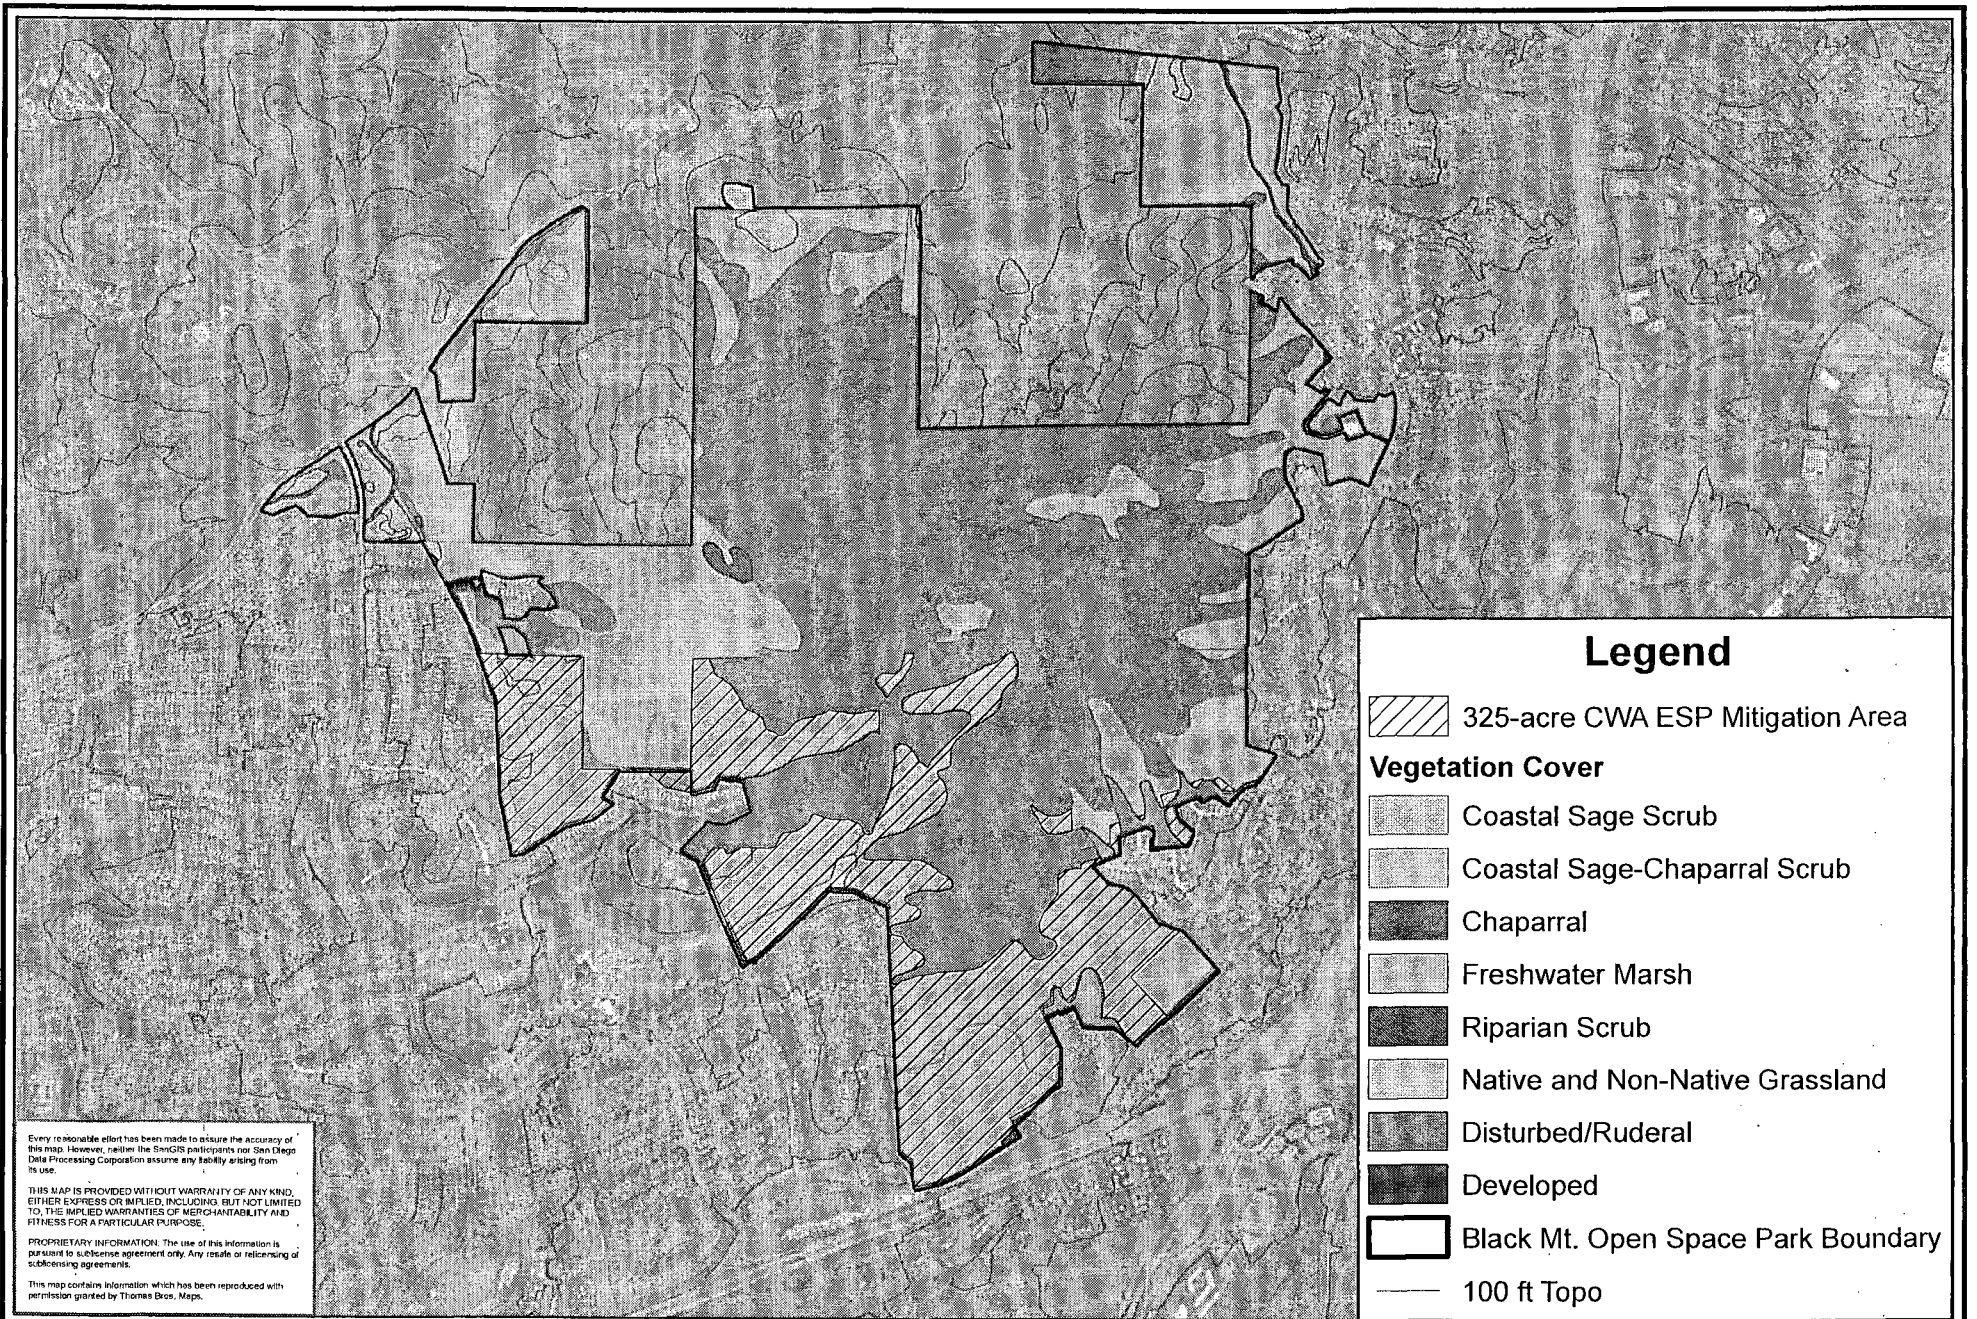 Legend
325-acre CWA ESP Mitigation Area
Vegetation Cover
Coastal Sage Scrub
Coastal Sage-Chaparral Scrub
Chaparral
Freshwater Marsh
Riparian Scrub
Native and Non-Native Grassland
Disturbed/Ruderal
Developed
Black Mt. Open Space Park Boundary
100 ft Topo
Every reasonable effort has been made to assure the accuracy of
this map. However, neither the SanGIS participants nor San Diego
Data Processing Corporation assume any liability arising from
its use.
THIS MAP IS PROVIDED WITHOUT WARRANTY OF ANY KIND,
EITHER EXPRESS OR IMPLIED, INCLUDING, BUT NOT LIMITED
TO, THE IMPLIED WARRANTIES OF MERCHANTABILITY AND
FITNESS FOR A PARTICULAR PURPOSE.
PROPRIETARY INFORMATION: The use of this information is
pursuant to sublicense agreement only. Any resale or relicensing of
sublicensing agreements.
This map contains information which has been reproduced with
permission granted by Thomas Bros. Maps.